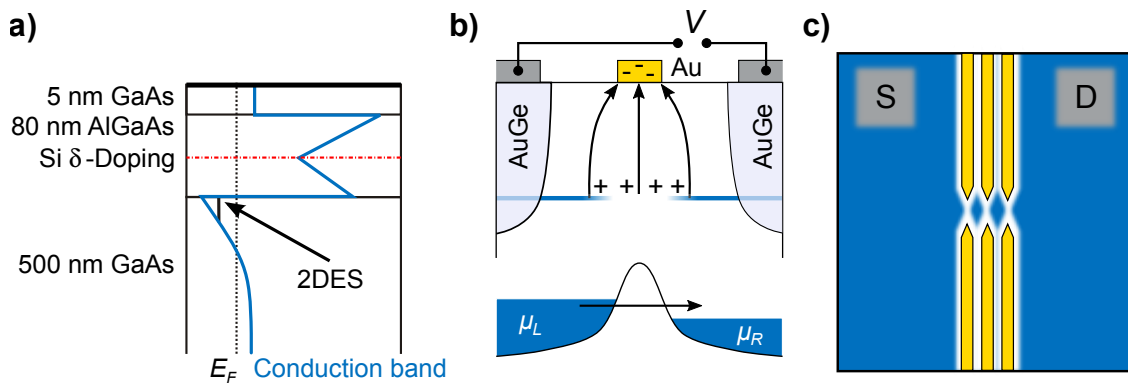 a)
5 nm GaAs
80 nm AlGaAs
Si δ-Doping
500 nm GaAs
2DES
E_F Conduction band
b)
V
- - - Au
AuGe
AuGe
+ + + + +
μ_L
μ_R
c)
S D